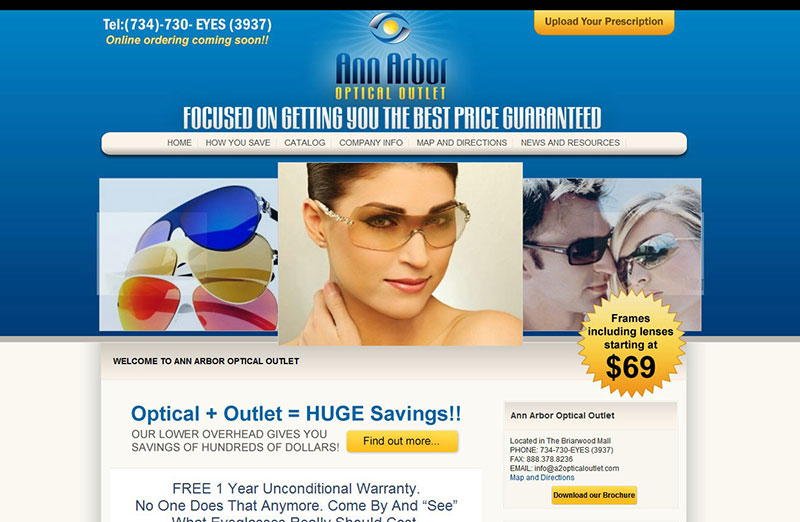 Tel:(734)-730- EYES (3937)
Online ordering coming soon!!
Upload Your Prescription
Ann Arbor
OPTICAL OUTLET
FOCUSED ON GETTING YOU THE BEST PRICE GUARANTEED
HOME HOW YOU SAVE CATALOG COMPANY INFO MAP AND DIRECTIONS NEWS AND RESOURCES
Frames
including lenses
starting at
$69
WELCOME TO ANN ARBOR OPTICAL OUTLET
Optical + Outlet = HUGE Savings!!
OUR LOWER OVERHEAD GIVES YOU
SAVINGS OF HUNDREDS OF DOLLARS!
Find out more...
FREE 1 Year Unconditional Warranty.
No One Does That Anymore. Come By And “See”
What Eyeglasses Really Should Cost
Ann Arbor Optical Outlet
Located in The Briarwood Mall
PHONE: 734-730-EYES (3937)
FAX: 888.378.8236
EMAIL: info@a2opticaloutlet.com
Map and Directions
Download our Brochure